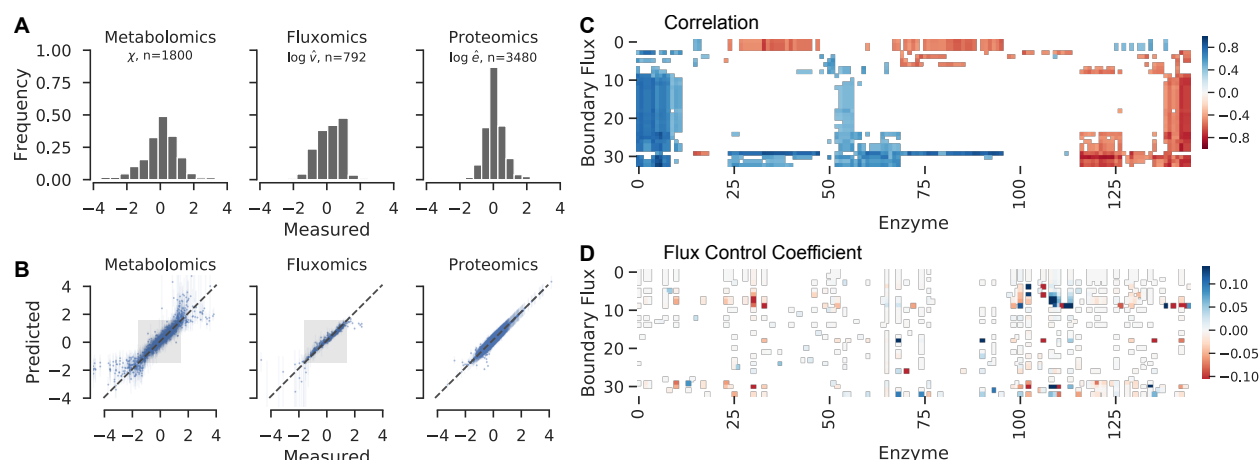 A
Metabolomics
χ, n=1800
Fluxomics
log v̂, n=792
Proteomics
log ê, n=3480
Frequency
1.00
0.75
0.50
0.25
0.00
−4 −2 0 2 4
−4 −2 0 2 4
−4 −2 0 2 4
Measured
B
Metabolomics
Fluxomics
Proteomics
Predicted
4
2
0
−2
−4
−4 −2 0 2 4
−4 −2 0 2 4
−4 −2 0 2 4
Measured
C
Correlation
Boundary Flux
0
10
20
30
0 25 50 75 100 125
Enzyme
0.8
0.4
0.0
−0.4
−0.8
D
Flux Control Coefficient
Boundary Flux
0
10
20
30
0 25 50 75 100 125
Enzyme
0.10
0.05
0.00
−0.05
−0.10